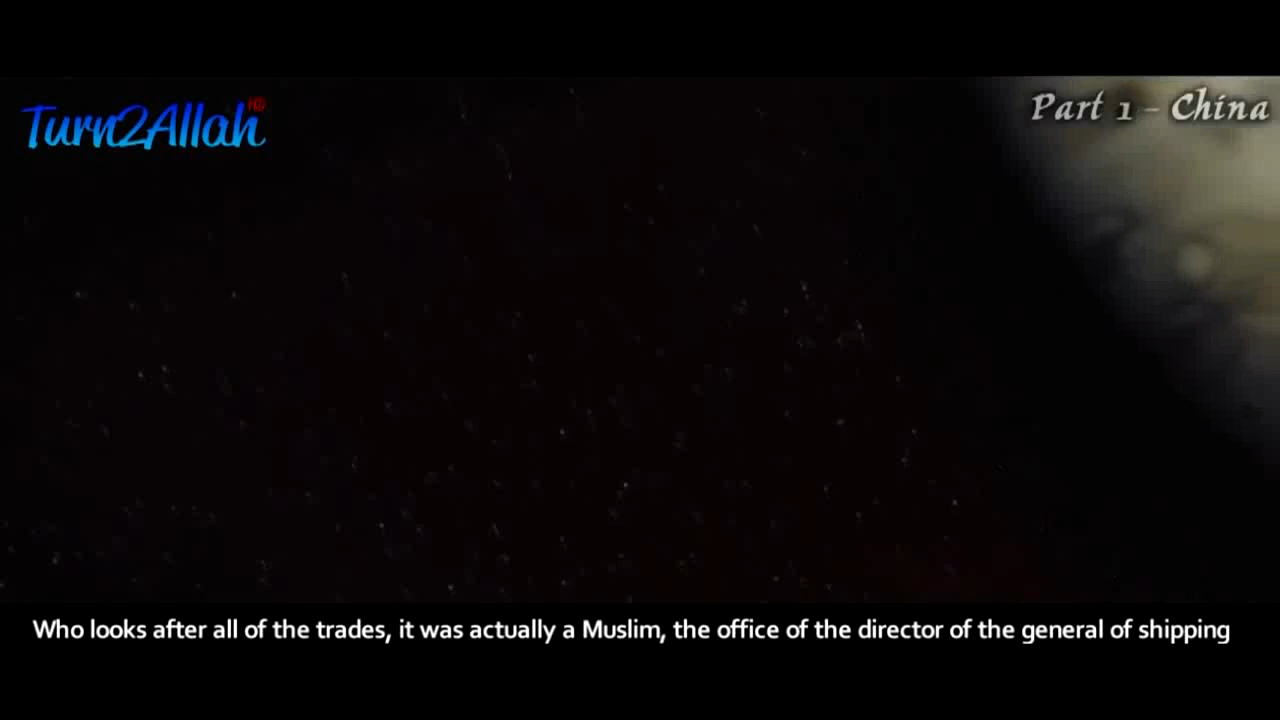 Turn2Allah HD
Part 1 - China
Who looks after all of the trades, it was actually a Muslim, the office of the director of the general of shipping